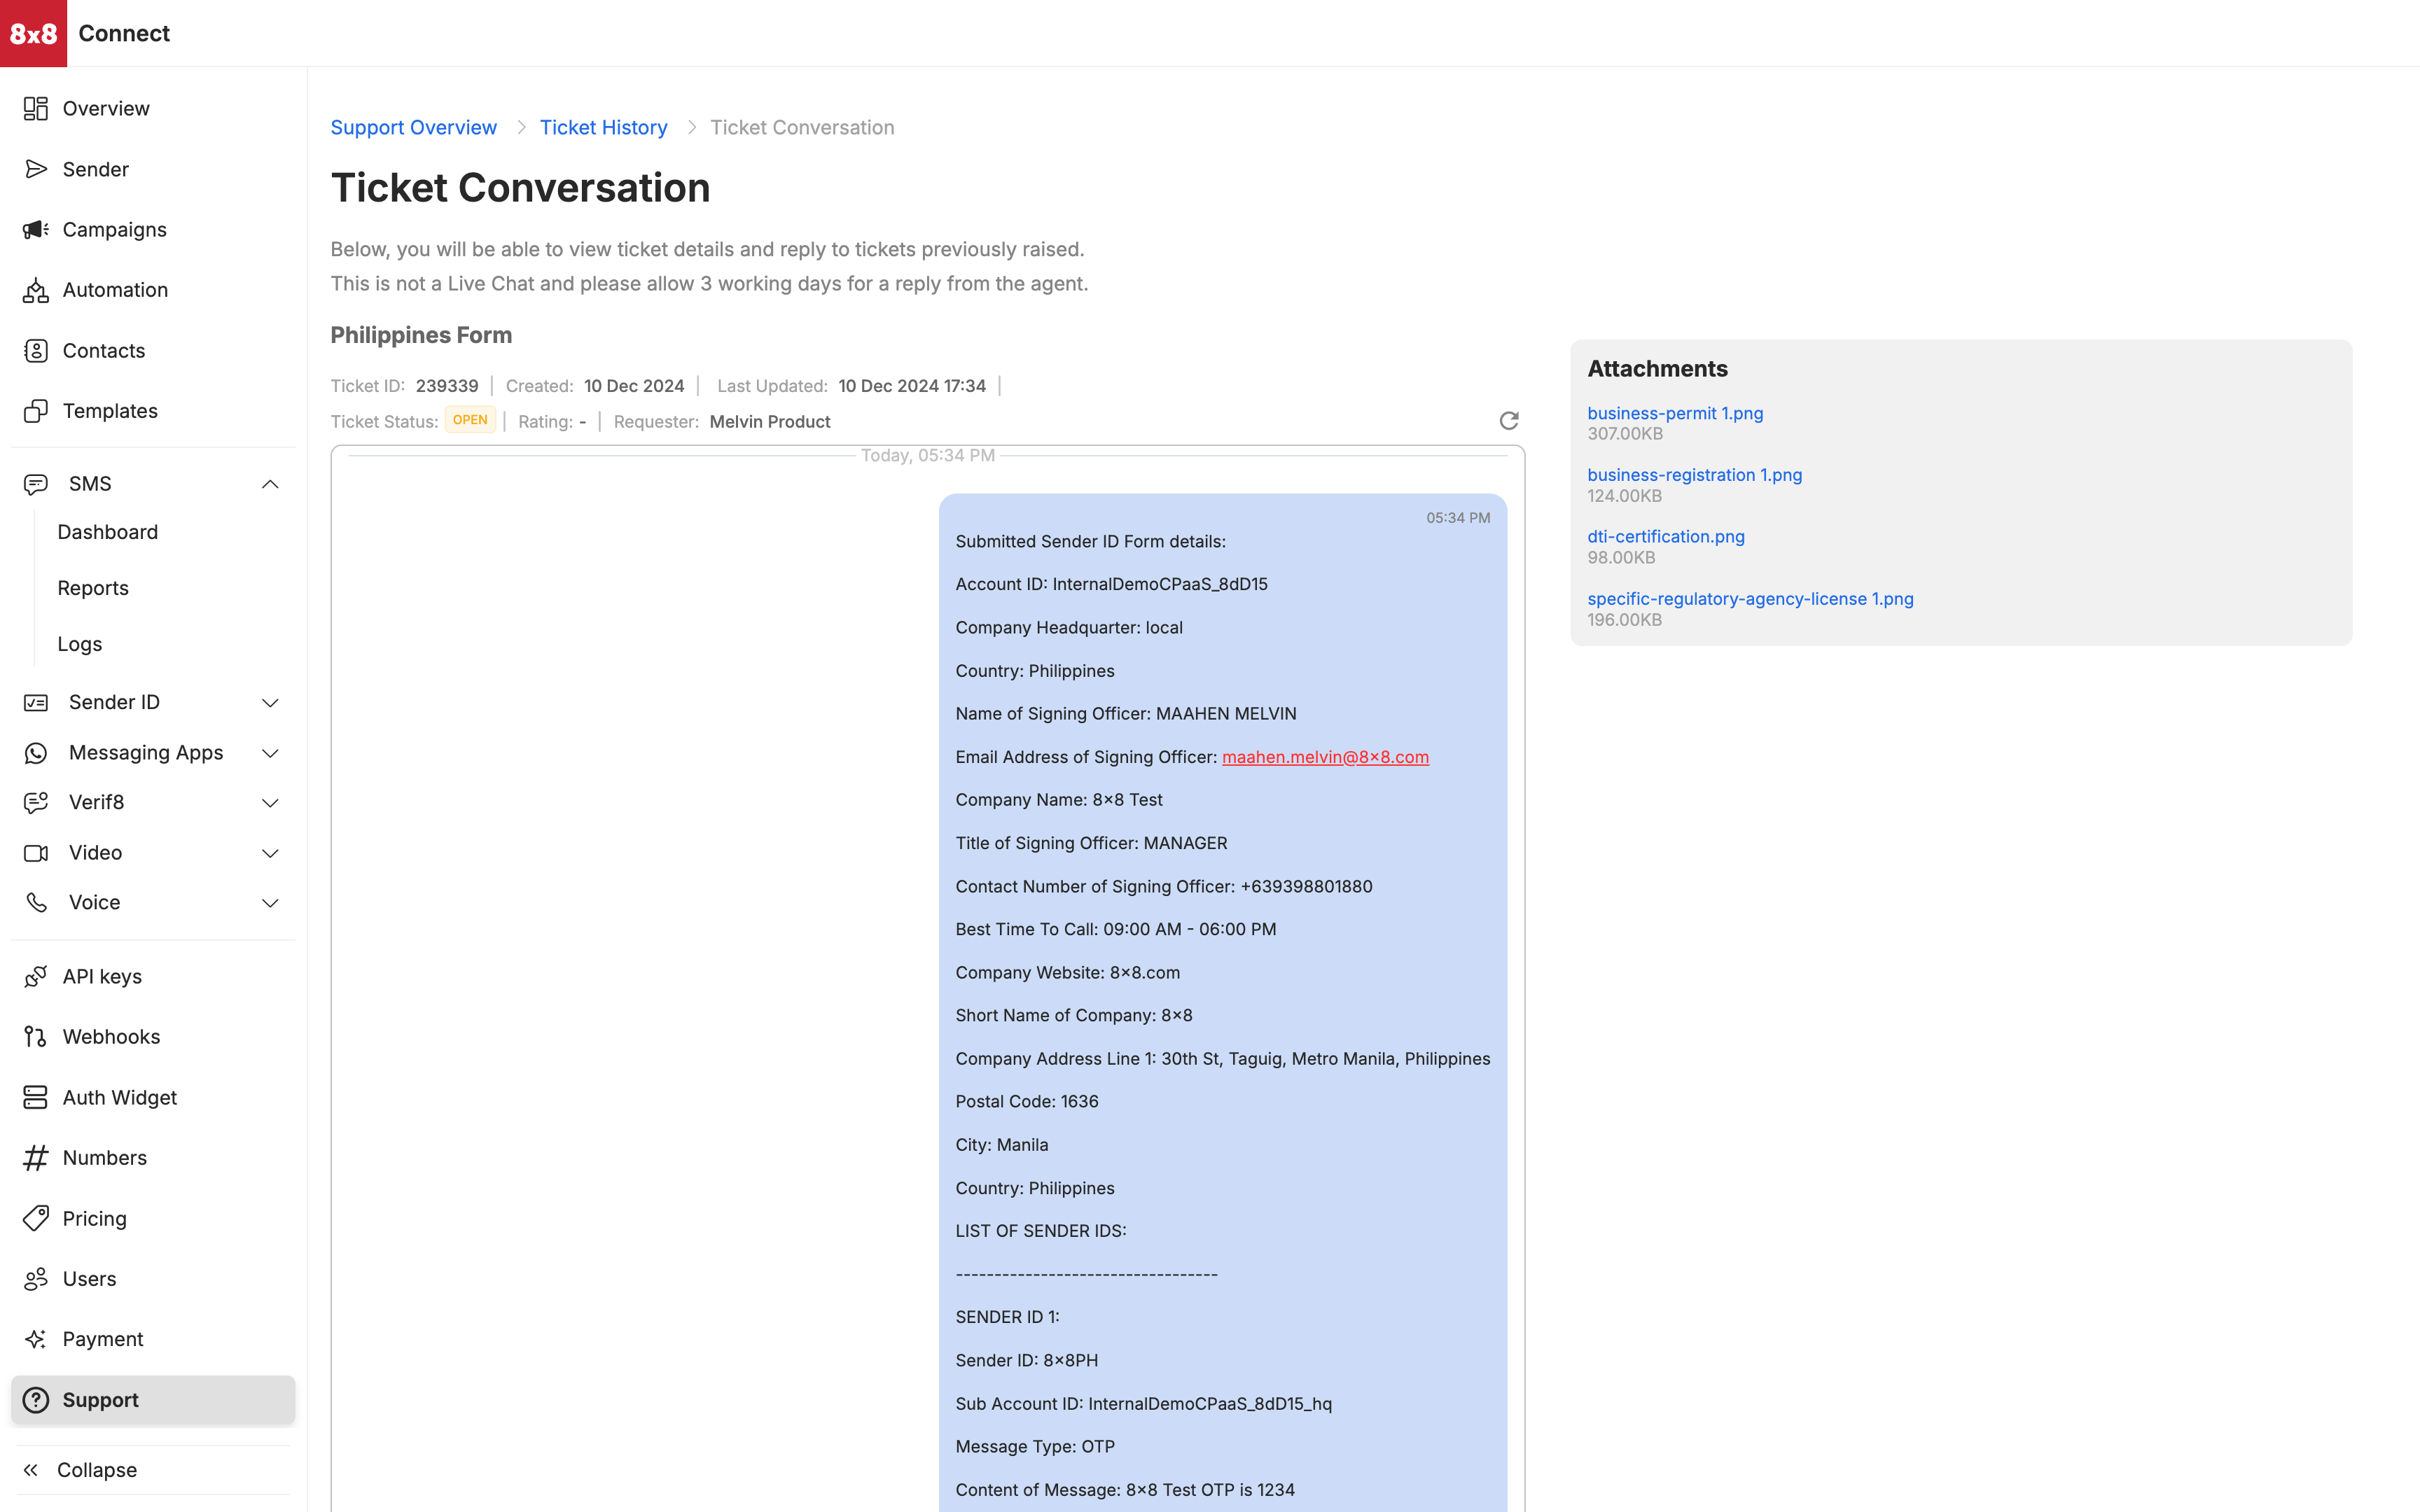 8x8 Connect
Overview
Sender
Campaigns
Automation
Contacts
Templates
SMS
Dashboard
Reports
Logs
Sender ID
Messaging Apps
Verif8
Video
Voice
API keys
Webhooks
Auth Widget
Numbers
Pricing
Users
Payment
Support
Collapse
Support Overview > Ticket History > Ticket Conversation
Ticket Conversation
Below, you will be able to view ticket details and reply to tickets previously raised.
This is not a Live Chat and please allow 3 working days for a reply from the agent.
Philippines Form
Ticket ID: 239339 | Created: 10 Dec 2024 | Last Updated: 10 Dec 2024 17:34 |
Ticket Status: OPEN | Rating: - | Requester: Melvin Product
Today, 05:34 PM
05:34 PM
Submitted Sender ID Form details:
Account ID: InternalDemoCPaaS_8dD15
Company Headquarter: local
Country: Philippines
Name of Signing Officer: MAAHEN MELVIN
Email Address of Signing Officer: maahen.melvin@8×8.com
Company Name: 8×8 Test
Title of Signing Officer: MANAGER
Contact Number of Signing Officer: +639398801880
Best Time To Call: 09:00 AM - 06:00 PM
Company Website: 8×8.com
Short Name of Company: 8×8
Company Address Line 1: 30th St, Taguig, Metro Manila, Philippines
Postal Code: 1636
City: Manila
Country: Philippines
LIST OF SENDER IDS:
----------------------------------
SENDER ID 1:
Sender ID: 8×8PH
Sub Account ID: InternalDemoCPaaS_8dD15_hq
Message Type: OTP
Content of Message: 8×8 Test OTP is 1234
Attachments
business-permit 1.png
307.00KB
business-registration 1.png
124.00KB
dti-certification.png
98.00KB
specific-regulatory-agency-license 1.png
196.00KB